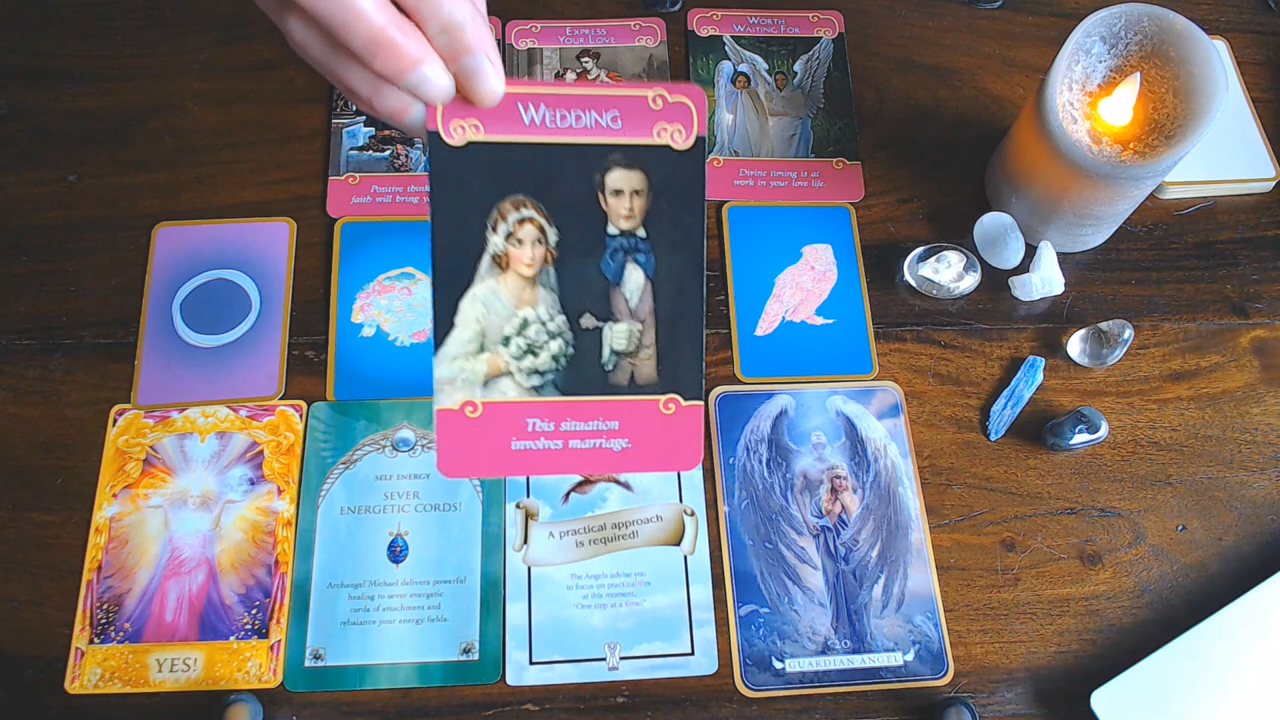 EXPRESS
YOUR LOVE
WORTH
WAITING FOR
Positive think
faith will bring y
Divine timing is at
work in your love life.
WEDDING
This situation
involves marriage.
YES!
SELF ENERGY
SEVER
ENERGETIC CORDS!
Archangel Michael delivers powerful
healing to sever energetic
cords of attachment and
rebalance your energy fields.
A practical approach
is required!
The Angels advise you
to focus on practicalities
at this moment.
"One step at a time!"
20
GUARDIAN ANGEL